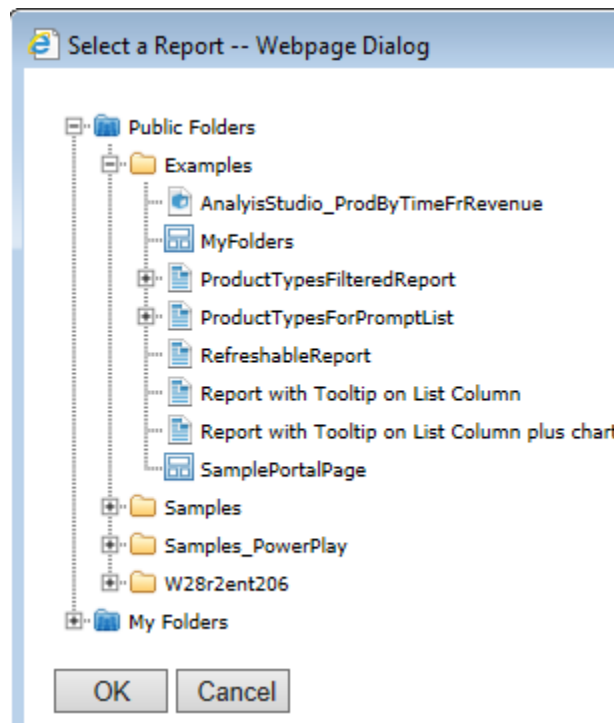 Select a Report -- Webpage Dialog
Public Folders
Examples
AnalyisStudio_ProdByTimeFrRevenue
MyFolders
ProductTypesFilteredReport
ProductTypesForPromptList
RefreshableReport
Report with Tooltip on List Column
Report with Tooltip on List Column plus chart
SamplePortalPage
Samples
Samples_PowerPlay
W28r2ent206
My Folders
OK Cancel